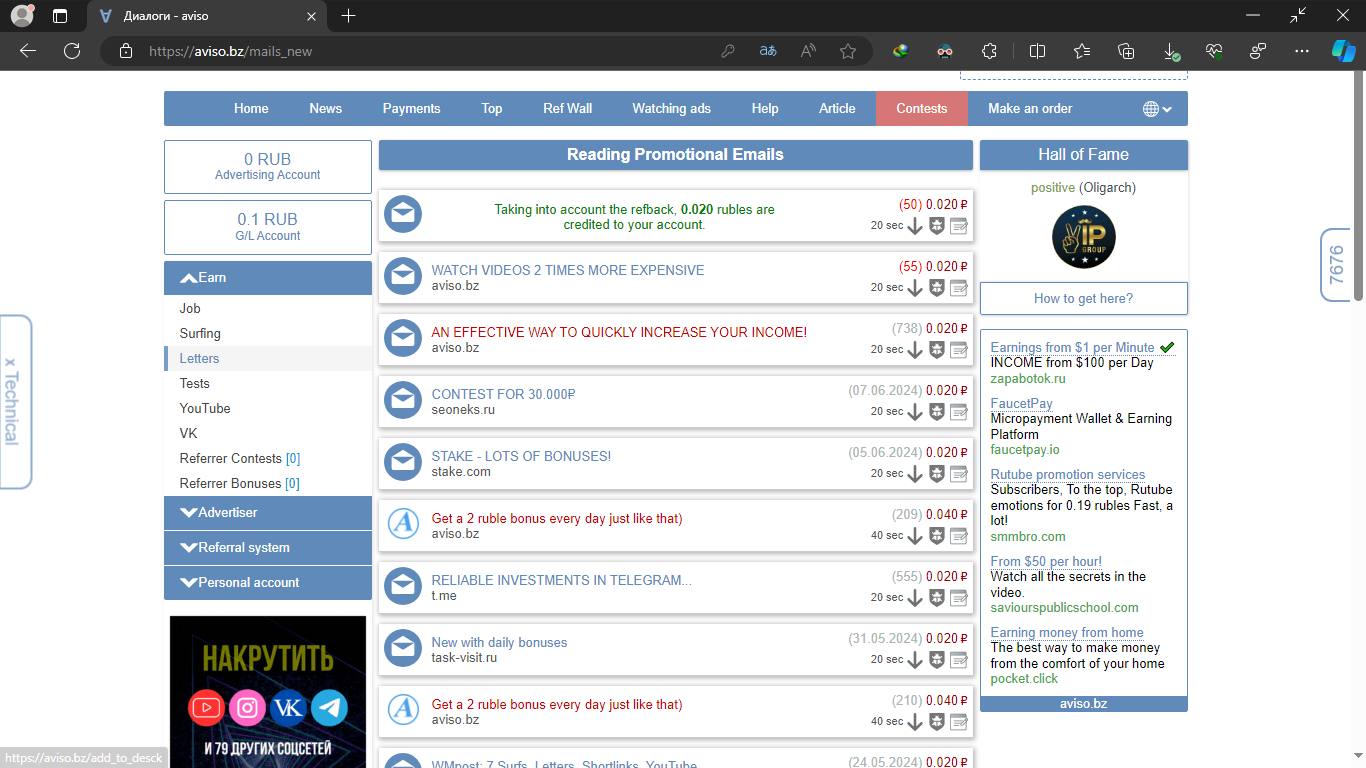 Диалоги - aviso
https://aviso.bz/mails_new
Home News Payments Top Ref Wall Watching ads Help Article Contests Make an order
0 RUB
Advertising Account
0.1 RUB
G/L Account
Earn
Job
Surfing
Letters
Tests
YouTube
VK
Referrer Contests [0]
Referrer Bonuses [0]
Advertiser
Referral system
Personal account
НАКРУТИТЬ
VK
И 79 ДРУГИХ СОЦСЕТЕЙ
x Technical
https://aviso.bz/add_to_desck
Reading Promotional Emails
Taking into account the refback, 0.020 rubles are
credited to your account.
(50) 0.020 ₽
20 sec
WATCH VIDEOS 2 TIMES MORE EXPENSIVE
aviso.bz
(55) 0.020 ₽
20 sec
AN EFFECTIVE WAY TO QUICKLY INCREASE YOUR INCOME!
aviso.bz
(738) 0.020 ₽
20 sec
CONTEST FOR 30.000₽
seoneks.ru
(07.06.2024) 0.020 ₽
20 sec
STAKE - LOTS OF BONUSES!
stake.com
(05.06.2024) 0.020 ₽
20 sec
Get a 2 ruble bonus every day just like that)
aviso.bz
(209) 0.040 ₽
40 sec
RELIABLE INVESTMENTS IN TELEGRAM...
t.me
(555) 0.020 ₽
20 sec
New with daily bonuses
task-visit.ru
(31.05.2024) 0.020 ₽
20 sec
Get a 2 ruble bonus every day just like that)
aviso.bz
(210) 0.040 ₽
40 sec
WMpost: 7 Surfs, Letters, Shortlinks, YouTube
(24.05.2024) 0.020 ₽
Hall of Fame
positive (Oligarch)
VIP
GROUP
How to get here?
Earnings from $1 per Minute
INCOME from $100 per Day
zapabotok.ru
FaucetPay
Micropayment Wallet & Earning
Platform
faucetpay.io
Rutube promotion services
Subscribers, To the top, Rutube
emotions for 0.19 rubles Fast, a
lot!
smmbro.com
From $50 per hour!
Watch all the secrets in the
video.
saviourspublicschool.com
Earning money from home
The best way to make money
from the comfort of your home
pocket.click
aviso.bz
7676